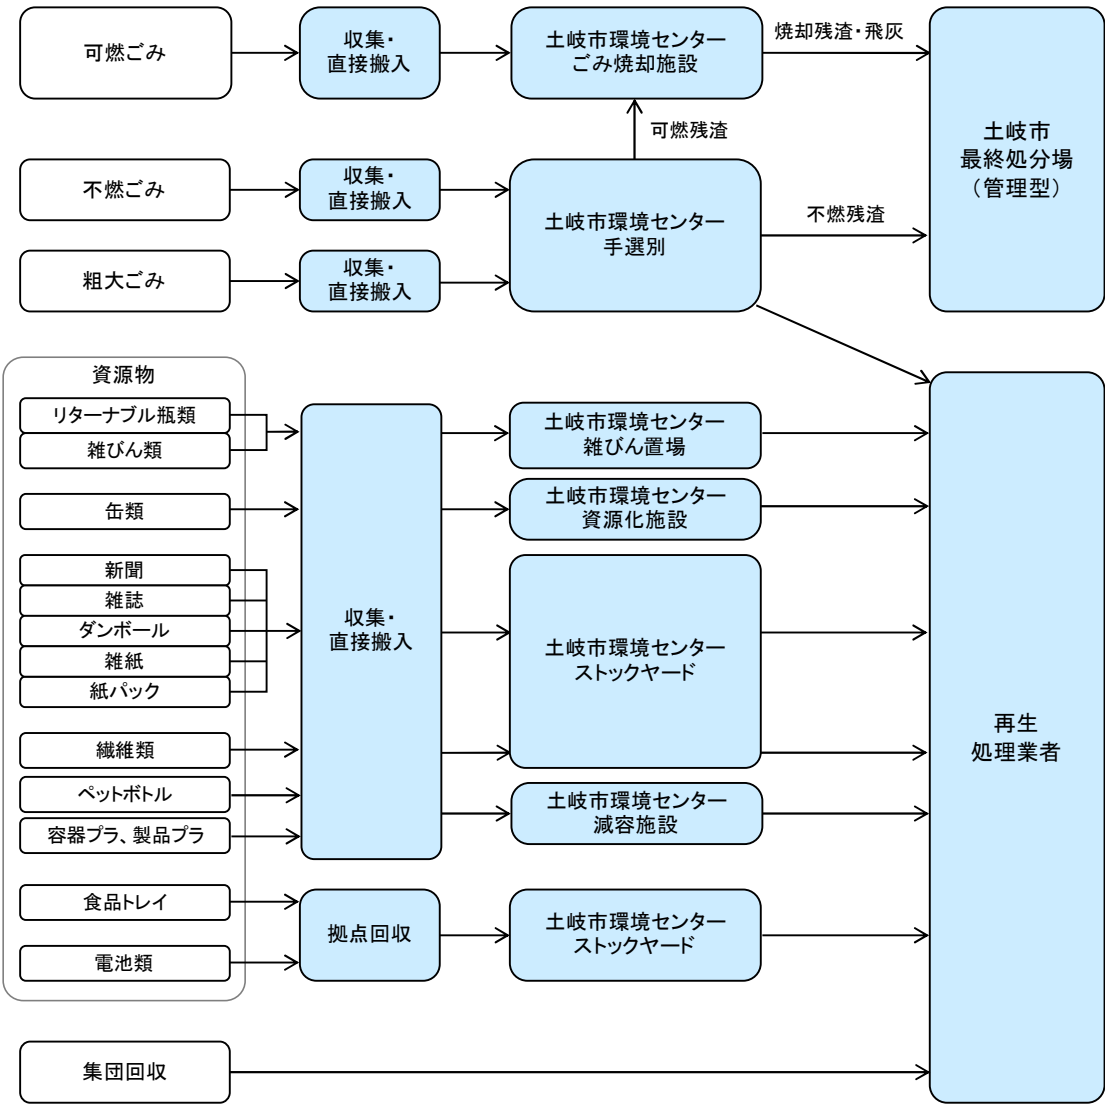 可燃ごみ
収集・
直接搬入
土岐市環境センター
ごみ焼却施設
焼却残渣・飛灰
土岐市
最終処分場
（管理型）
可燃残渣
不燃ごみ
収集・
直接搬入
土岐市環境センター
手選別
不燃残渣
粗大ごみ
収集・
直接搬入
資源物
リターナブル瓶類
雑びん類
缶類
新聞
雑誌
ダンボール
雑紙
紙パック
繊維類
ペットボトル
容器プラ、製品プラ
食品トレイ
電池類
収集・
直接搬入
拠点回収
土岐市環境センター
雑びん置場
土岐市環境センター
資源化施設
土岐市環境センター
ストックヤード
土岐市環境センター
減容施設
土岐市環境センター
ストックヤード
再生
処理業者
集団回収